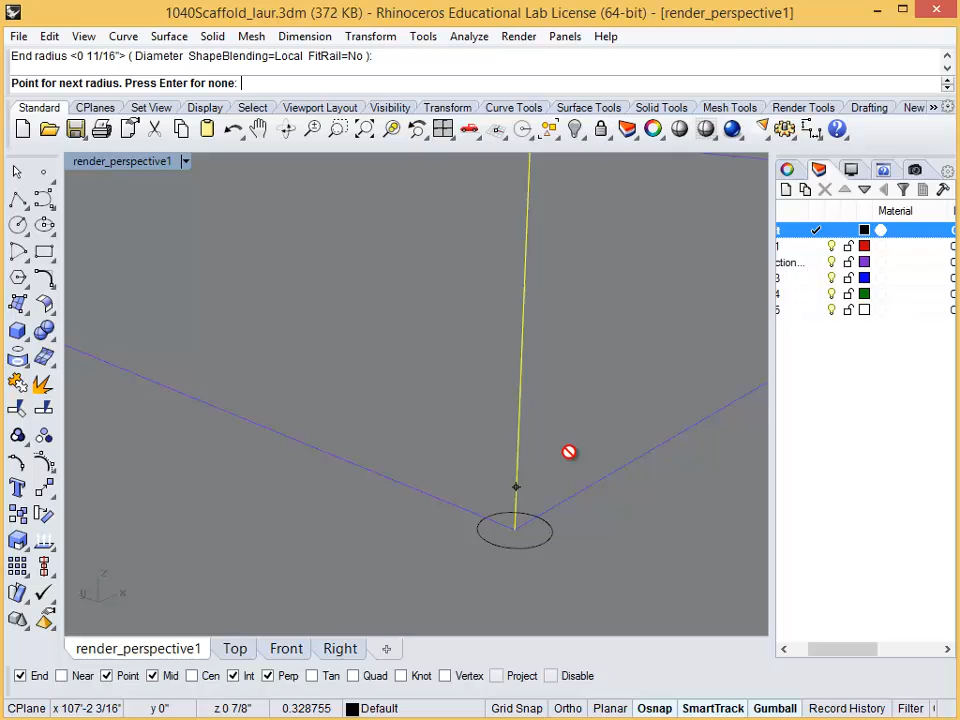 1040Scaffold_laur.3dm (372 KB) - Rhinoceros Educational Lab License (64-bit) - [render_perspective1]
File Edit View Curve Surface Solid Mesh Dimension Transform Tools Analyze Render Panels Help
End radius <0 11/16"> ( Diameter ShapeBlending=Local FitRail=No ):
Point for next radius. Press Enter for none:
Standard CPlanes Set View Display Select Viewport Layout Visibility Transform Curve Tools Surface Tools Solid Tools Mesh Tools Render Tools Drafting New »
render_perspective1
Material
t
1
ction...
3
4
5
z
y x
render_perspective1 Top Front Right
End Near Point Mid Cen Int Perp Tan Quad Knot Vertex Project Disable
CPlane x 107'-2 3/16" y 0" z 0 7/8" 0.328755 Default Grid Snap Ortho Planar Osnap SmartTrack Gumball Record History Filter